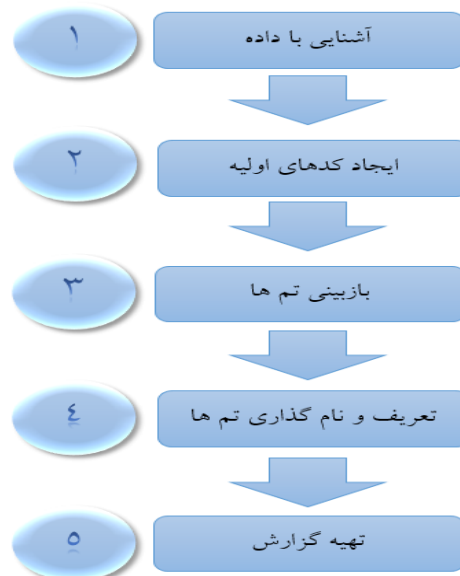 ۱ آشنایی با داده
۲ ایجاد کدهای اولیه
۳ بازبینی تم ها
٤ تعریف و نام گذاری تم ها
٥ تهیه گزارش